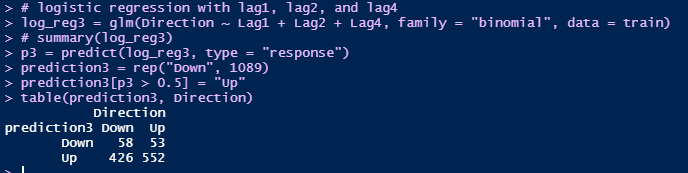 > # logistic regression with lag1, lag2, and lag4
> log_reg3 = glm(Direction ~ Lag1 + Lag2 + Lag4, family = "binomial", data = train)
> # summary(log_reg3)
> p3 = predict(log_reg3, type = "response")
> prediction3 = rep("Down", 1089)
> prediction3[p3 > 0.5] = "Up"
> table(prediction3, Direction)
           Direction
prediction3 Down  Up
       Down   58  53
       Up    426 552
>